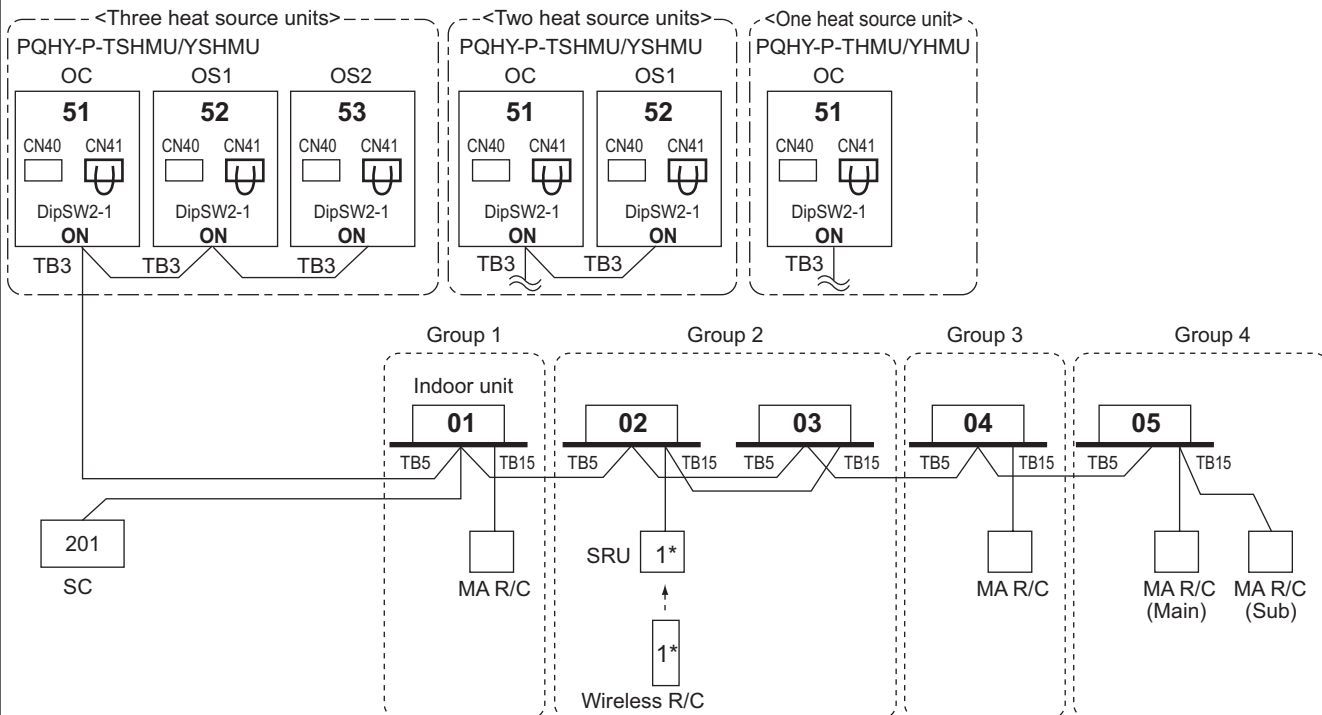 <Three heat source units>
PQHY-P-TSHMU/YSHMU
OC OS1 OS2
51 52 53
CN40 CN41 CN40 CN41 CN40 CN41
DipSW2-1 DipSW2-1 DipSW2-1
ON ON ON
TB3 TB3 TB3
<Two heat source units>
PQHY-P-TSHMU/YSHMU
OC OS1
51 52
CN40 CN41 CN40 CN41
DipSW2-1 DipSW2-1
ON ON
TB3 TB3
<One heat source unit>
PQHY-P-THMU/YHMU
OC
51
CN40 CN41
DipSW2-1
ON
TB3
Group 1 Group 2 Group 3 Group 4
Indoor unit
01 02 03 04 05
TB5 TB15 TB5 TB15 TB5 TB15 TB5 TB15 TB5 TB15
201
SC
MA R/C
SRU 1*
1*
Wireless R/C
MA R/C
MA R/C
(Main)
MA R/C
(Sub)